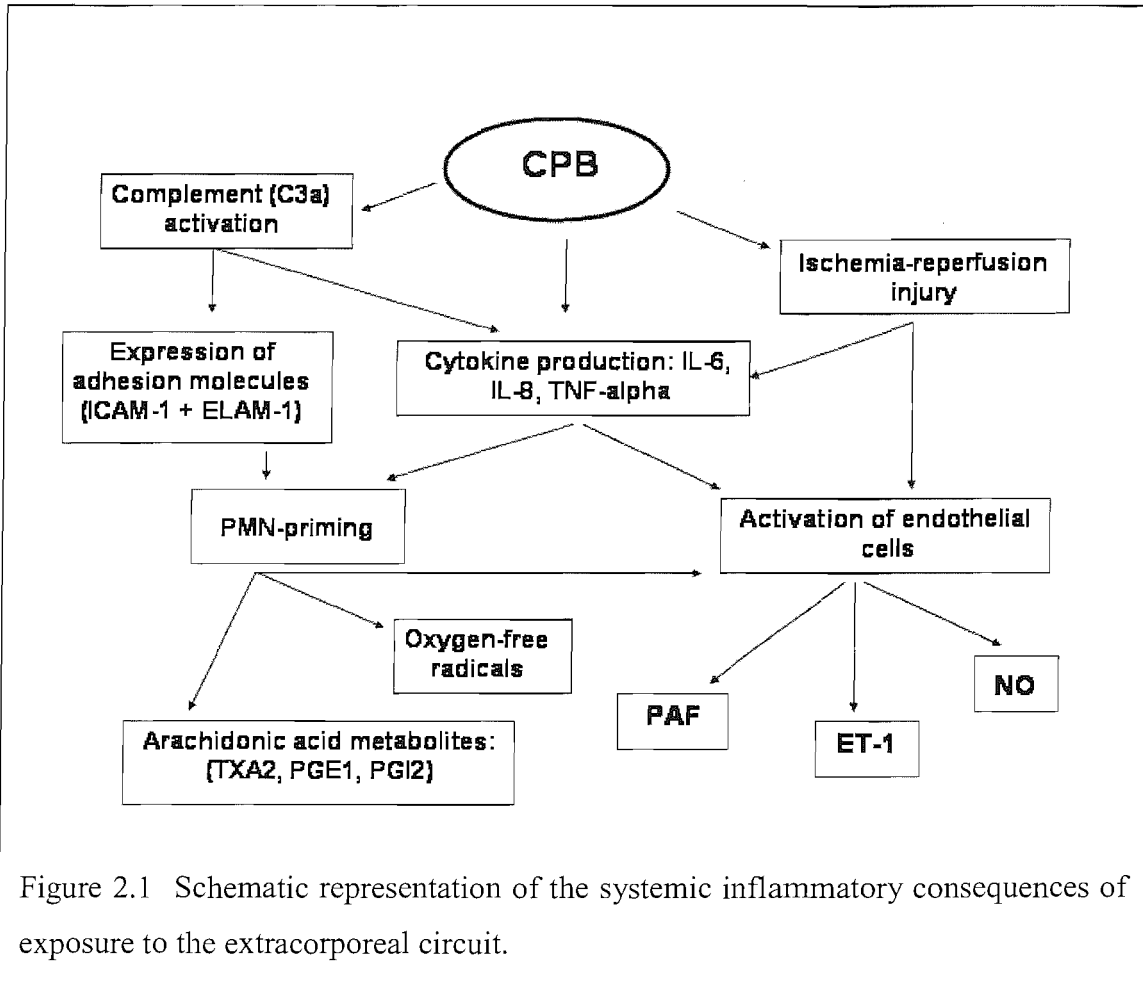 CPB
Complement (C3a)
activation
Ischemia-reperfusion
injury
Expression of
adhesion molecules
(ICAM-1 + ELAM-1)
Cytokine production: IL-6,
IL-8, TNF-alpha
PMN-priming
Activation of endothelial
cells
Oxygen-free
radicals
NO
PAF
ET-1
Arachidonic acid metabolites:
(TXA2, PGE1, PGI2)
Figure 2.1 Schematic representation of the systemic inflammatory consequences of
exposure to the extracorporeal circuit.